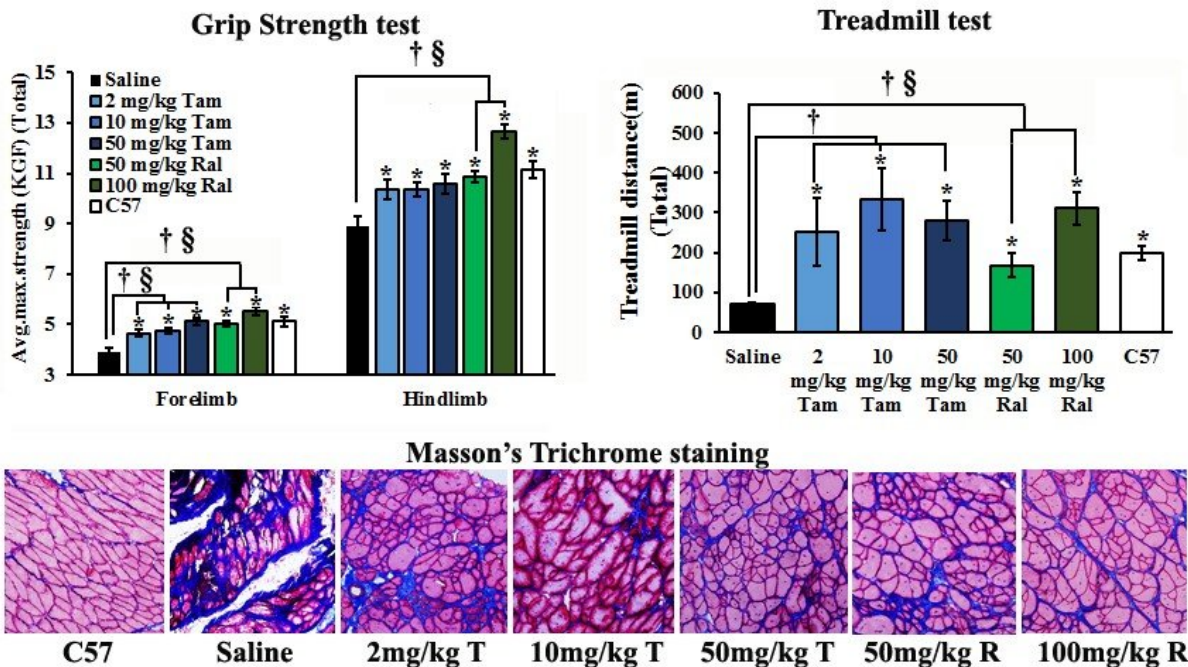 Grip Strength test
Avg.max.strength (KGF) (Total)
15
13
11
9
7
5
3
Saline
2 mg/kg Tam
10 mg/kg Tam
50 mg/kg Tam
50 mg/kg Ral
100 mg/kg Ral
C57
† §
† §
† §
* * * * * *
* * * * * *
Forelimb
Hindlimb
Treadmill test
Treadmill distance(m)
(Total)
600
500
400
300
200
100
0
† §
†
* * * * * *
Saline
2 mg/kg Tam
10 mg/kg Tam
50 mg/kg Tam
50 mg/kg Ral
100 mg/kg Ral
C57
Masson's Trichrome staining
C57
Saline
2mg/kg T
10mg/kg T
50mg/kg T
50mg/kg R
100mg/kg R